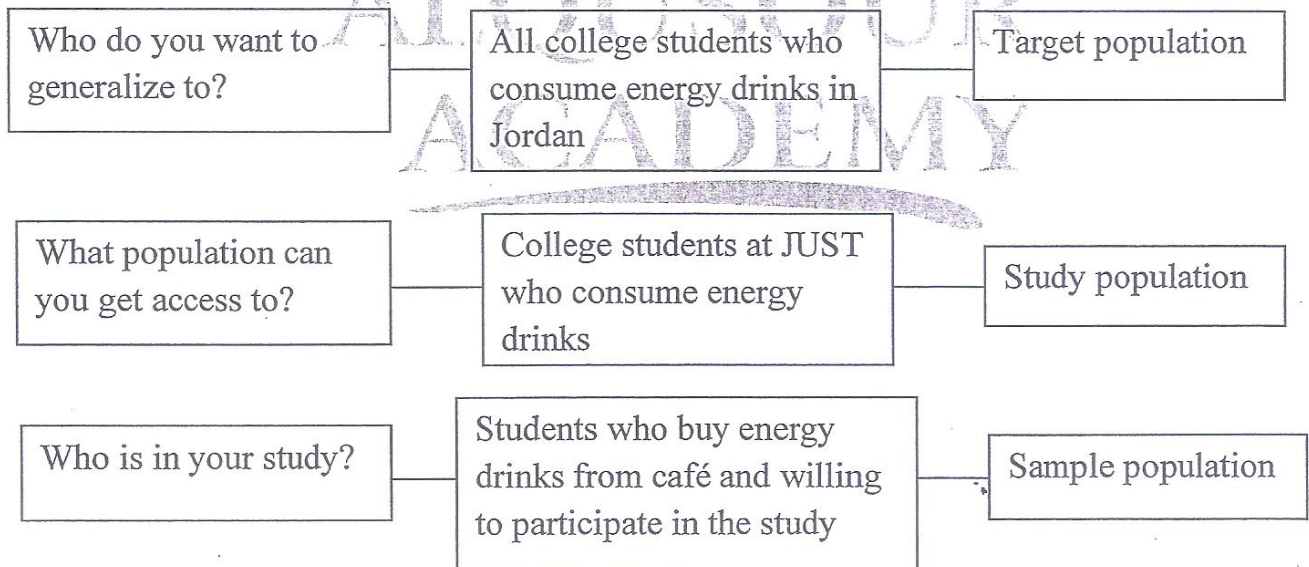 AL QUSOUR
ACADEMY
Who do you want to
generalize to?
All college students who
consume energy drinks in
Jordan
Target population
What population can
you get access to?
College students at JUST
who consume energy
drinks
Study population
Who is in your study?
Students who buy energy
drinks from café and willing
to participate in the study
Sample population